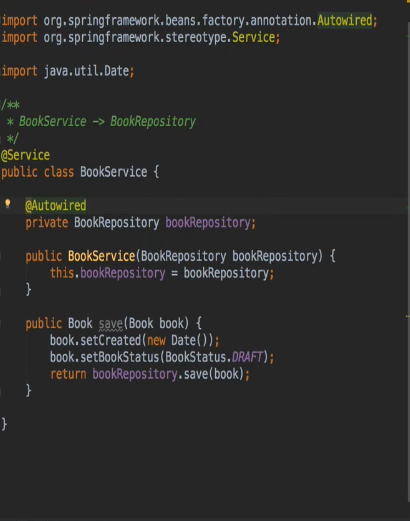 import org.springframework.beans.factory.annotation.Autowired;
import org.springframework.stereotype.Service;
import java.util.Date;
/**
* BookService -> BookRepository
*/
@Service
public class BookService {
@Autowired
private BookRepository bookRepository;
public BookService(BookRepository bookRepository) {
this.bookRepository = bookRepository;
}
public Book save(Book book) {
book.setCreated(new Date());
book.setBookStatus(BookStatus.DRAFT);
return bookRepository.save(book);
}
}